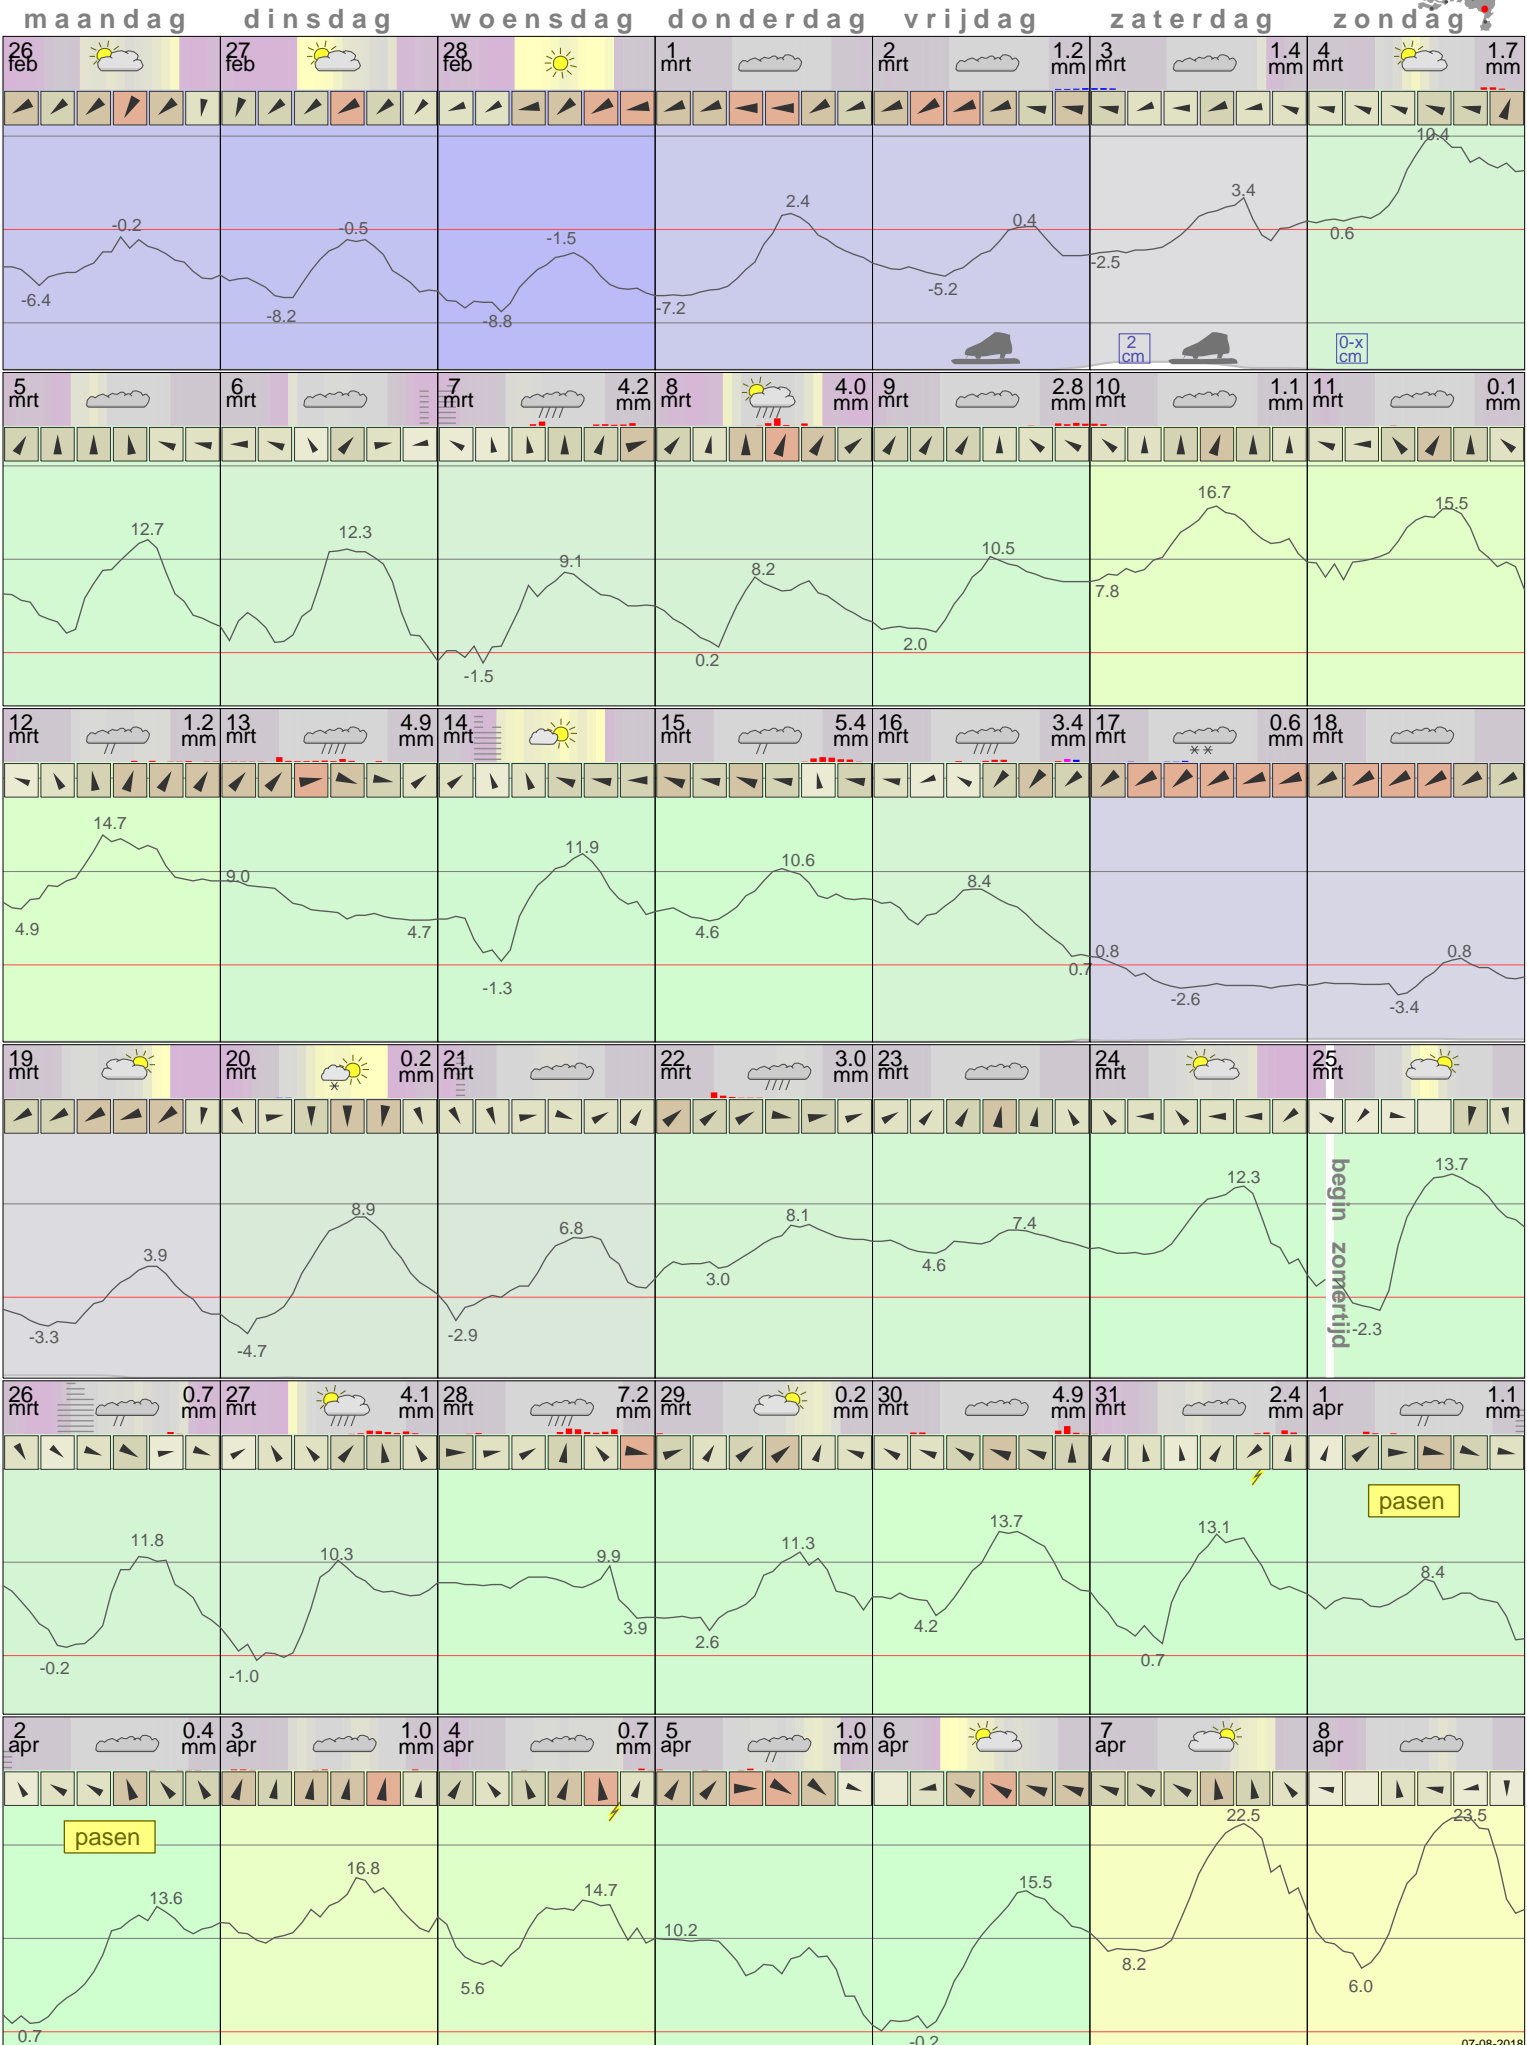 maandag dinsdag woensdag donderdag vrijdag zaterdag zondag
26 feb
27 feb
28 feb
1 mrt
2 mrt 1.2 mm
3 mrt 1.4 mm
4 mrt 1.7 mm
-0.2
-6.4
-0.5
-8.2
-1.5
-8.8
2.4
-7.2
0.4
-5.2
3.4
-2.5
2 cm
10.4
0.6
0-x cm
5 mrt
6 mrt
7 mrt 4.2 mm
8 mrt 4.0 mm
9 mrt 2.8 mm
10 mrt 1.1 mm
11 mrt 0.1 mm
12.7
12.3
9.1
-1.5
8.2
0.2
10.5
2.0
16.7
7.8
15.5
12 mrt 1.2 mm
13 mrt 4.9 mm
14 mrt
15 mrt 5.4 mm
16 mrt 3.4 mm
17 mrt 0.6 mm
18 mrt
14.7
4.9
9.0
4.7
11.9
-1.3
10.6
4.6
8.4
0.7
0.8
-2.6
0.8
-3.4
19 mrt
20 mrt 0.2 mm
21 mrt
22 mrt 3.0 mm
23 mrt
24 mrt
25 mrt
3.9
-3.3
8.9
-4.7
6.8
-2.9
8.1
3.0
7.4
4.6
12.3
begin zomertijd
13.7
-2.3
26 mrt 0.7 mm
27 mrt 4.1 mm
28 mrt 7.2 mm
29 mrt 0.2 mm
30 mrt 4.9 mm
31 mrt 2.4 mm
1 apr 1.1 mm
pasen
11.8
-0.2
10.3
-1.0
9.9
3.9
11.3
2.6
13.7
4.2
13.1
0.7
8.4
2 apr 0.4 mm
3 apr 1.0 mm
4 apr 0.7 mm
5 apr 1.0 mm
6 apr
7 apr
8 apr
pasen
13.6
0.7
16.8
14.7
5.6
10.2
15.5
-0.2
22.5
8.2
23.5
6.0
07-08-2018